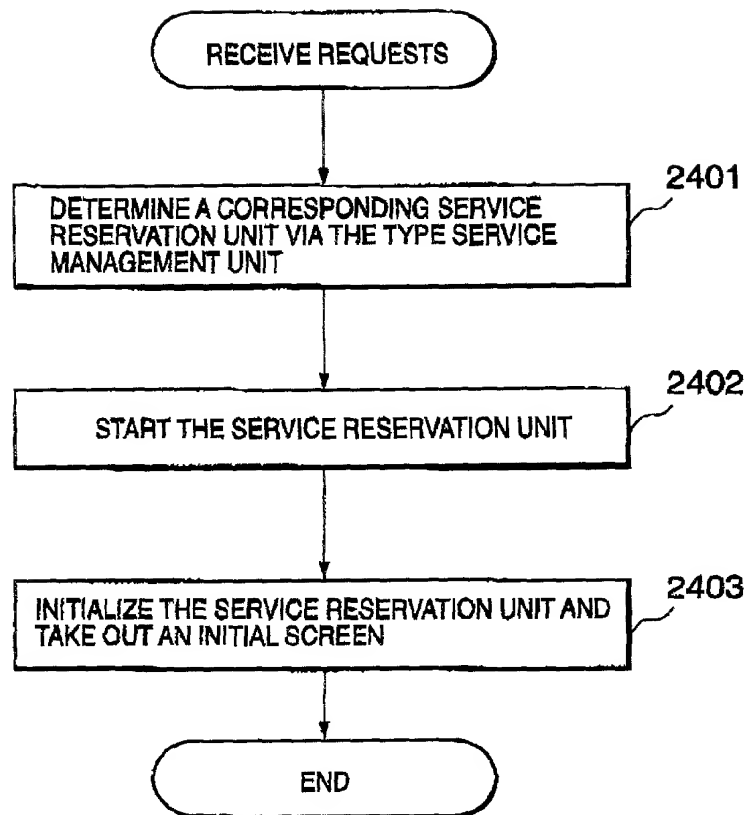 RECEIVE REQUESTS
2401
DETERMINE A CORRESPONDING SERVICE
RESERVATION UNIT VIA THE TYPE SERVICE
MANAGEMENT UNIT
2402
START THE SERVICE RESERVATION UNIT
2403
INITIALIZE THE SERVICE RESERVATION UNIT AND
TAKE OUT AN INITIAL SCREEN
END